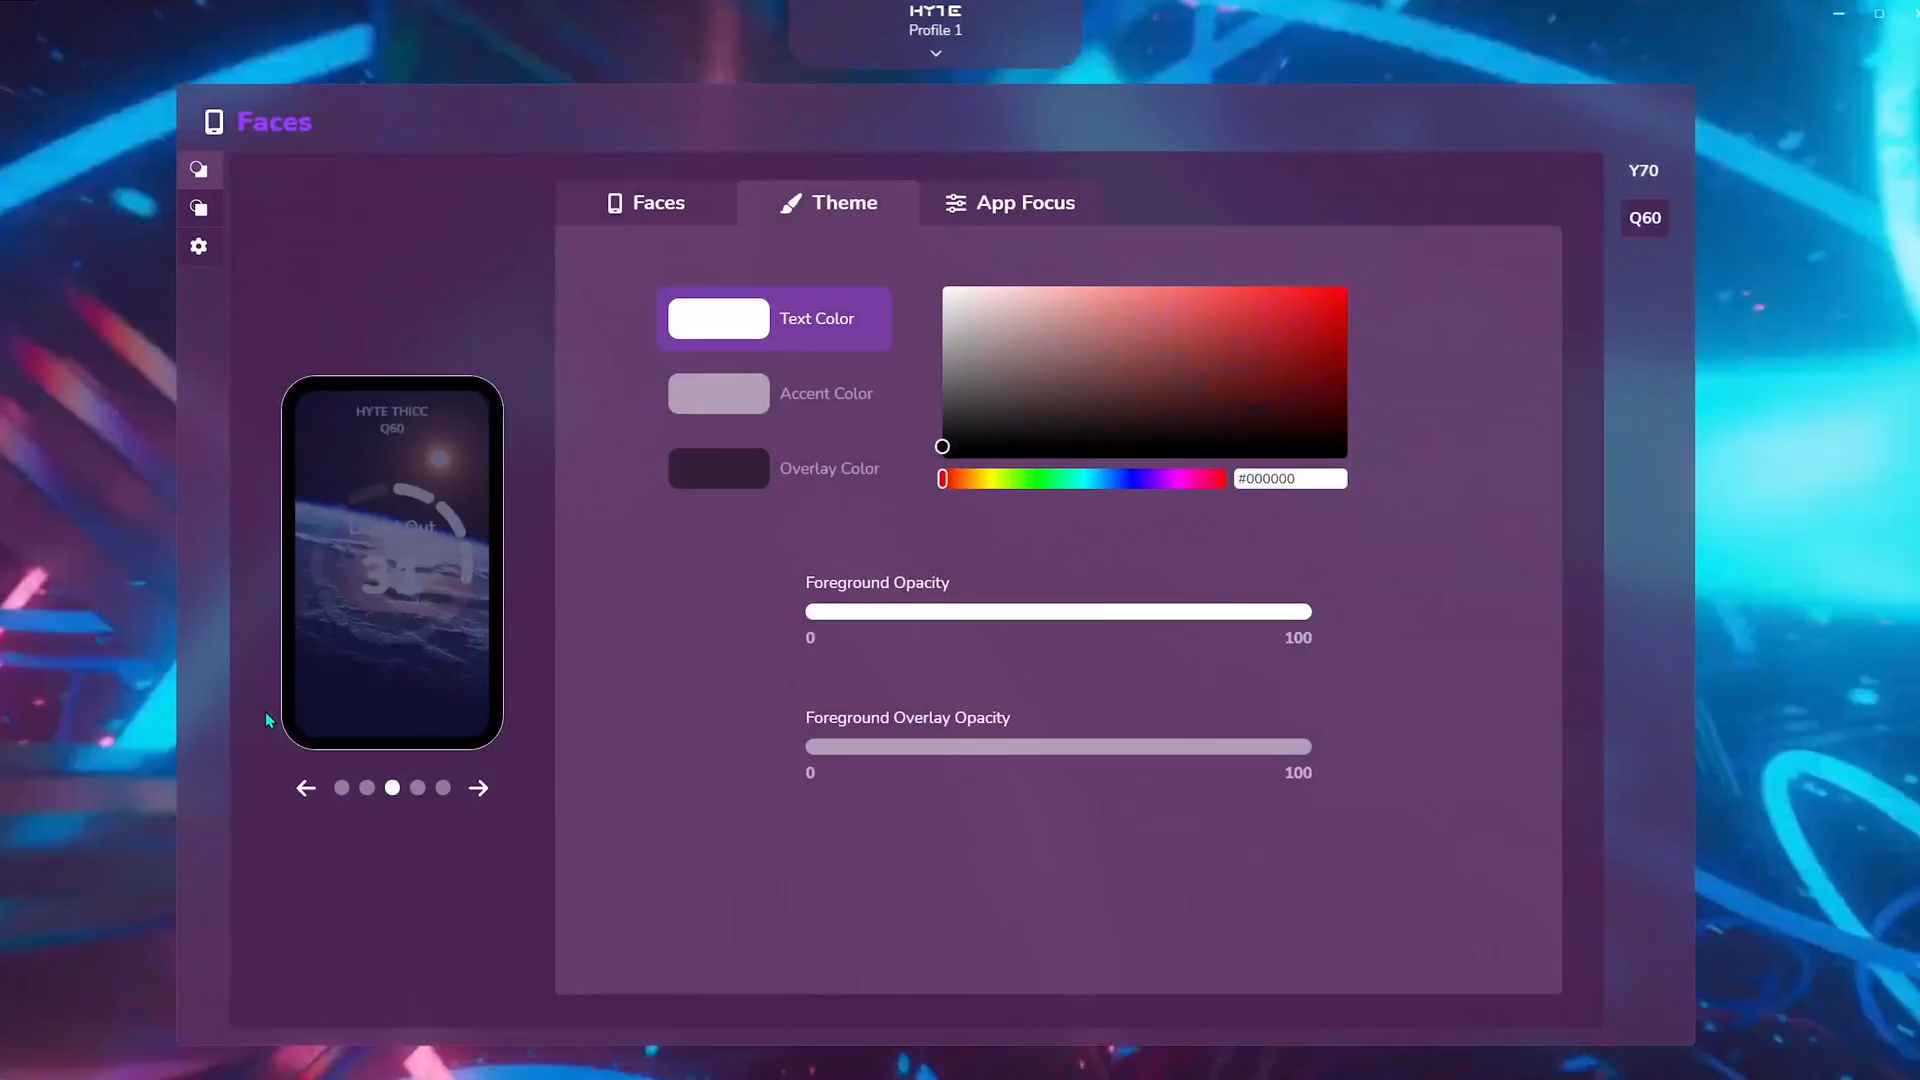 HYTE
Profile 1
Faces
Y70
Q60
Faces
Theme
App Focus
Text Color
Accent Color
Overlay Color
#000000
HYTE THICC
Q60
34
Foreground Opacity
0
100
Foreground Overlay Opacity
0
100